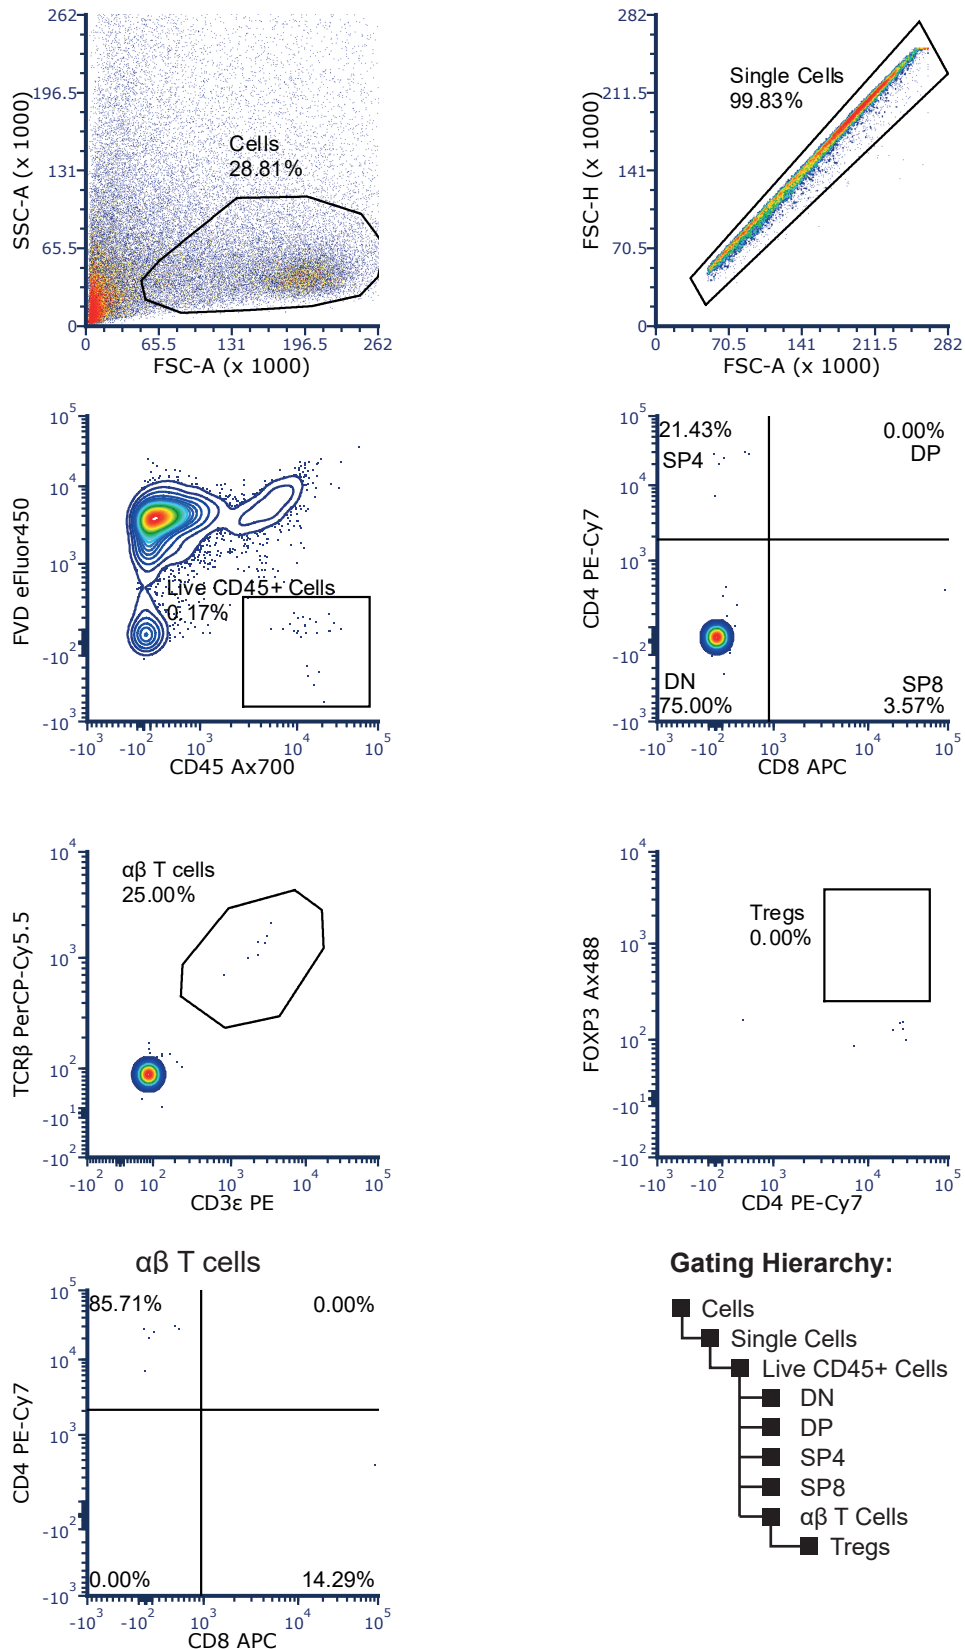 262
196.5
131
65.5
0
SSC-A (x 1000)
Cells
28.81%
0 65.5 131 196.5 262
FSC-A (x 1000)
282
211.5
141
70.5
0
FSC-H (x 1000)
Single Cells
99.83%
0 70.5 141 211.5 282
FSC-A (x 1000)
10^5
10^4
10^3
-10^2
-10^3
FVD eFluor450
Live CD45+ Cells
0.17%
-10^3 -10^2 10^3 10^4 10^5
CD45 Ax700
10^5
10^4
10^3
-10^2
-10^3
CD4 PE-Cy7
21.43%
SP4
0.00%
DP
DN
75.00%
SP8
3.57%
-10^3 -10^2 10^3 10^4 10^5
CD8 APC
10^4
10^3
10^2
-10^1
-10^2
TCRβ PerCP-Cy5.5
αβ T cells
25.00%
-10^2 0 10^2 10^3 10^4 10^5
CD3ε PE
10^4
10^3
10^2
-10^1
-10^2
FOXP3 Ax488
Tregs
0.00%
-10^3 -10^2 10^3 10^4 10^5
CD4 PE-Cy7
αβ T cells
10^5
10^4
10^3
-10^2
-10^3
CD4 PE-Cy7
85.71%
0.00%
0.00%
14.29%
-10^3 -10^2 10^3 10^4 10^5
CD8 APC
Gating Hierarchy:
Cells
Single Cells
Live CD45+ Cells
DN
DP
SP4
SP8
αβ T Cells
Tregs